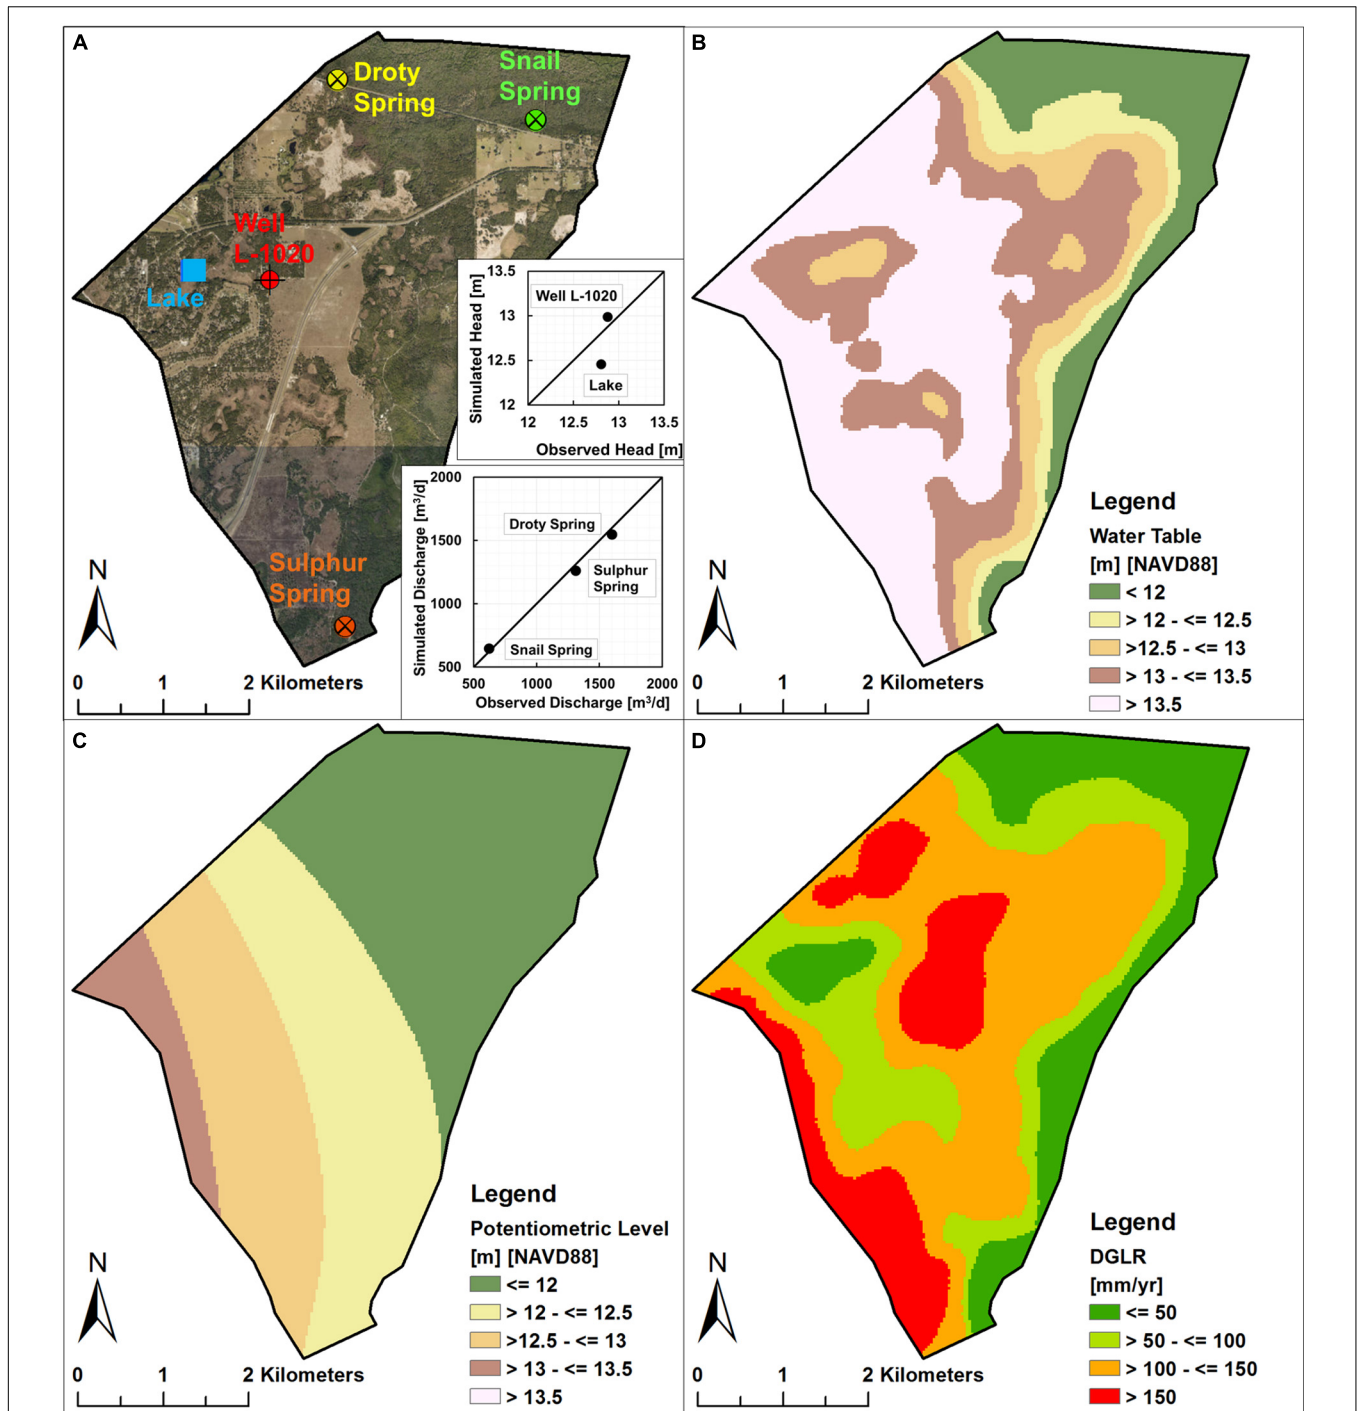 A
Droty
Spring
Snail
Spring
Well
L-1020
Lake
Sulphur
Spring
N
0 1 2 Kilometers
Simulated Head [m]
13.5
13
12.5
12
Well L-1020
Lake
12 12.5 13 13.5
Observed Head [m]
Simulated Discharge [m³/d]
2000
1500
1000
500
Droty Spring
Sulphur
Spring
Snail Spring
500 1000 1500 2000
Observed Discharge [m³/d]
B
N
0 1 2 Kilometers
Legend
Water Table
[m] [NAVD88]
< 12
> 12 - <= 12.5
>12.5 - <= 13
> 13 - <= 13.5
> 13.5
C
N
0 1 2 Kilometers
Legend
Potentiometric Level
[m] [NAVD88]
<= 12
> 12 - <= 12.5
>12.5 - <= 13
> 13 - <= 13.5
> 13.5
D
N
0 1 2 Kilometers
Legend
DGLR
[mm/yr]
<= 50
> 50 - <= 100
> 100 - <= 150
> 150